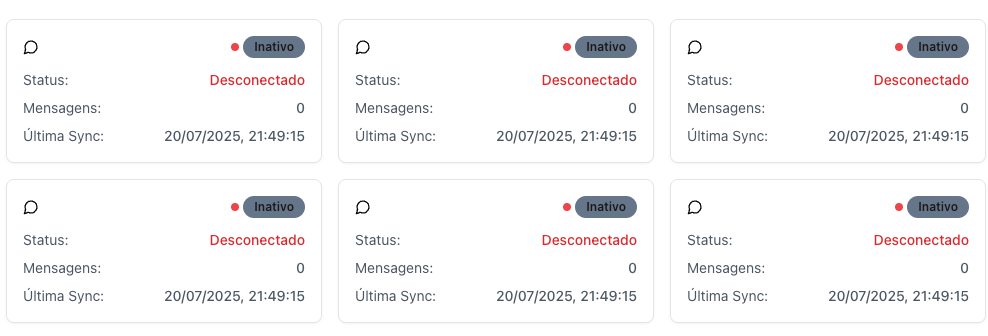 Inativo
Status: Desconectado
Mensagens: 0
Última Sync: 20/07/2025, 21:49:15
Inativo
Status: Desconectado
Mensagens: 0
Última Sync: 20/07/2025, 21:49:15
Inativo
Status: Desconectado
Mensagens: 0
Última Sync: 20/07/2025, 21:49:15
Inativo
Status: Desconectado
Mensagens: 0
Última Sync: 20/07/2025, 21:49:15
Inativo
Status: Desconectado
Mensagens: 0
Última Sync: 20/07/2025, 21:49:15
Inativo
Status: Desconectado
Mensagens: 0
Última Sync: 20/07/2025, 21:49:15